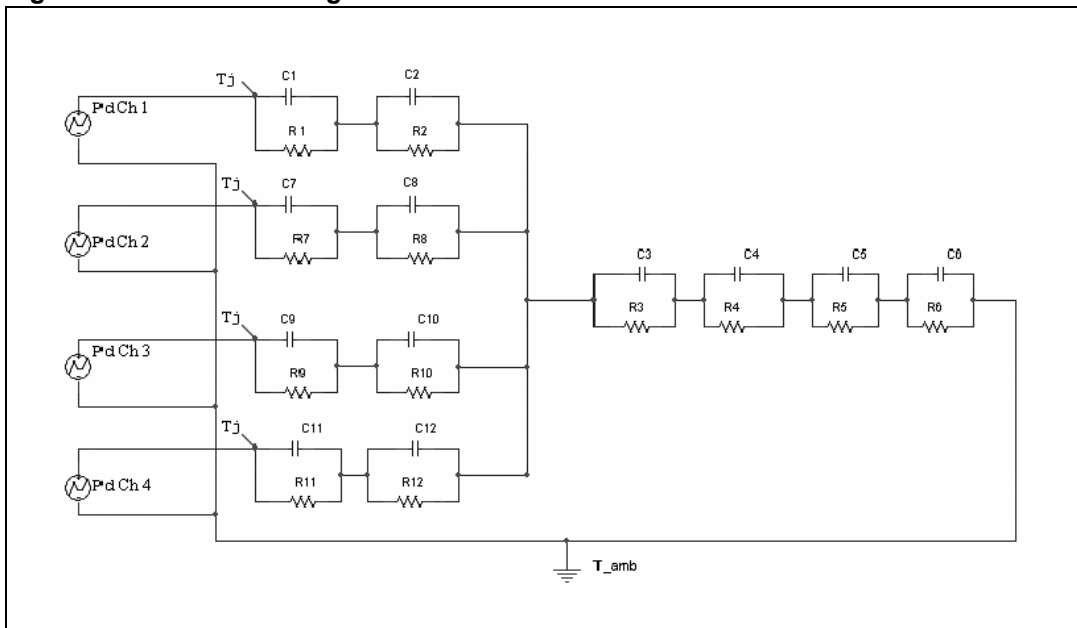 Tj C1 C2
PdCh1
R1 R2
Tj C7 C8
PdCh2
R7 R8
C3 C4 C5 C6
R3 R4 R5 R6
Tj C9 C10
PdCh3
R9 R10
Tj C11 C12
PdCh4
R11 R12
T_amb